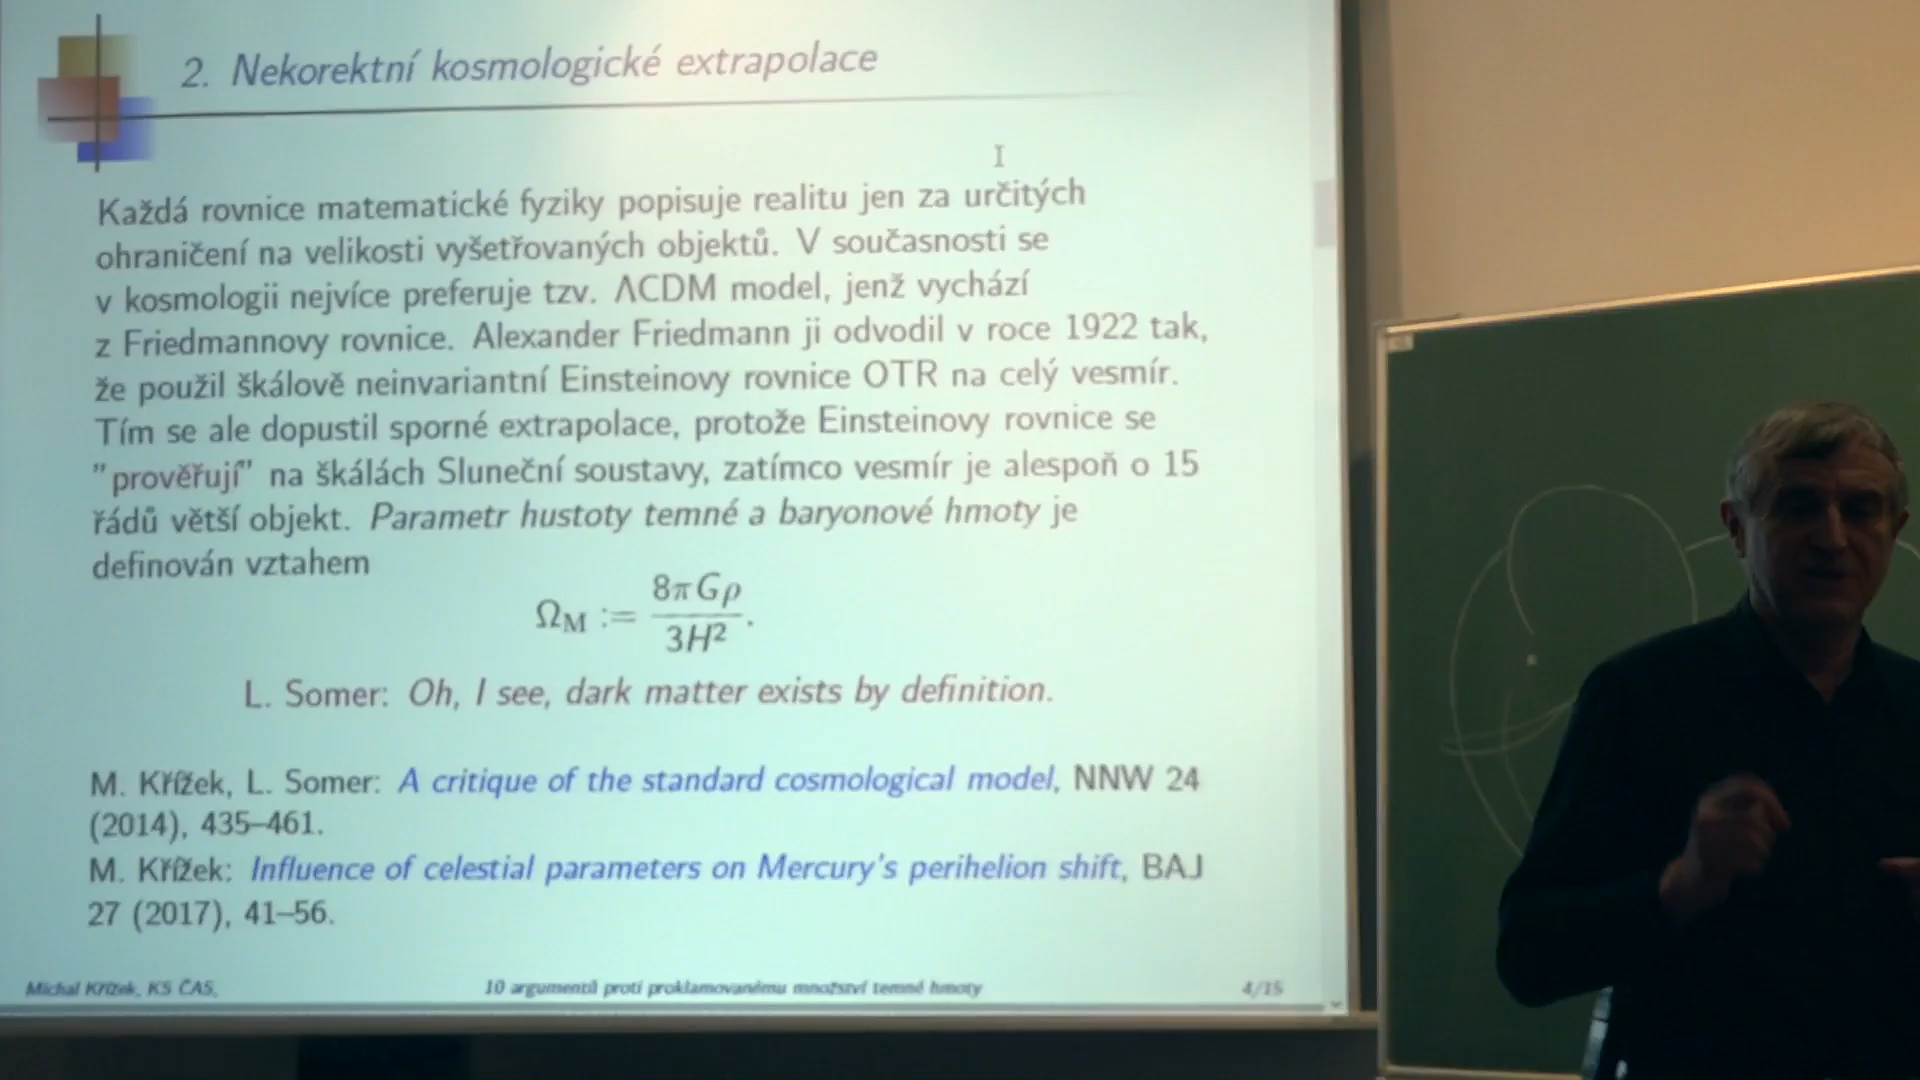 2. Nekorektní kosmologické extrapolace
Každá rovnice matematické fyziky popisuje realitu jen za určitých
ohraničení na velikosti vyšetřovaných objektů. V současnosti se
v kosmologii nejvíce preferuje tzv. ΛCDM model, jenž vychází
z Friedmannovy rovnice. Alexander Friedmann ji odvodil v roce 1922 tak,
že použil škálově neinvariantní Einsteinovy rovnice OTR na celý vesmír.
Tím se ale dopustil sporné extrapolace, protože Einsteinovy rovnice se
"prověřují" na škálách Sluneční soustavy, zatímco vesmír je alespoň o 15
řádů větší objekt. Parametr hustoty temné a baryonové hmoty je
definován vztahem
Ω_M := 8πGρ / 3H².
L. Somer: Oh, I see, dark matter exists by definition.
M. Křížek, L. Somer: A critique of the standard cosmological model, NNW 24
(2014), 435–461.
M. Křížek: Influence of celestial parameters on Mercury's perihelion shift, BAJ
27 (2017), 41–56.
Michal Křížek, KS ČAS,
10 argumentů proti proklamovanému množství temné hmoty
4/15